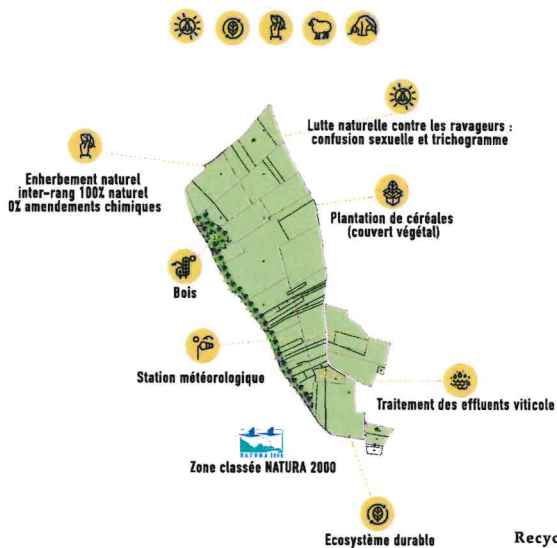 Lutte naturelle contre les ravageurs :
confusion sexuelle et trichogramme
Enherbement naturel
inter-rang 100% naturel
0% amendements chimiques
Plantation de céréales
(couvert végétal)
Bois
Station météorologique
Traitement des effluents viticole
NATURA 2000
Zone classée NATURA 2000
Ecosystème durable
Recyc